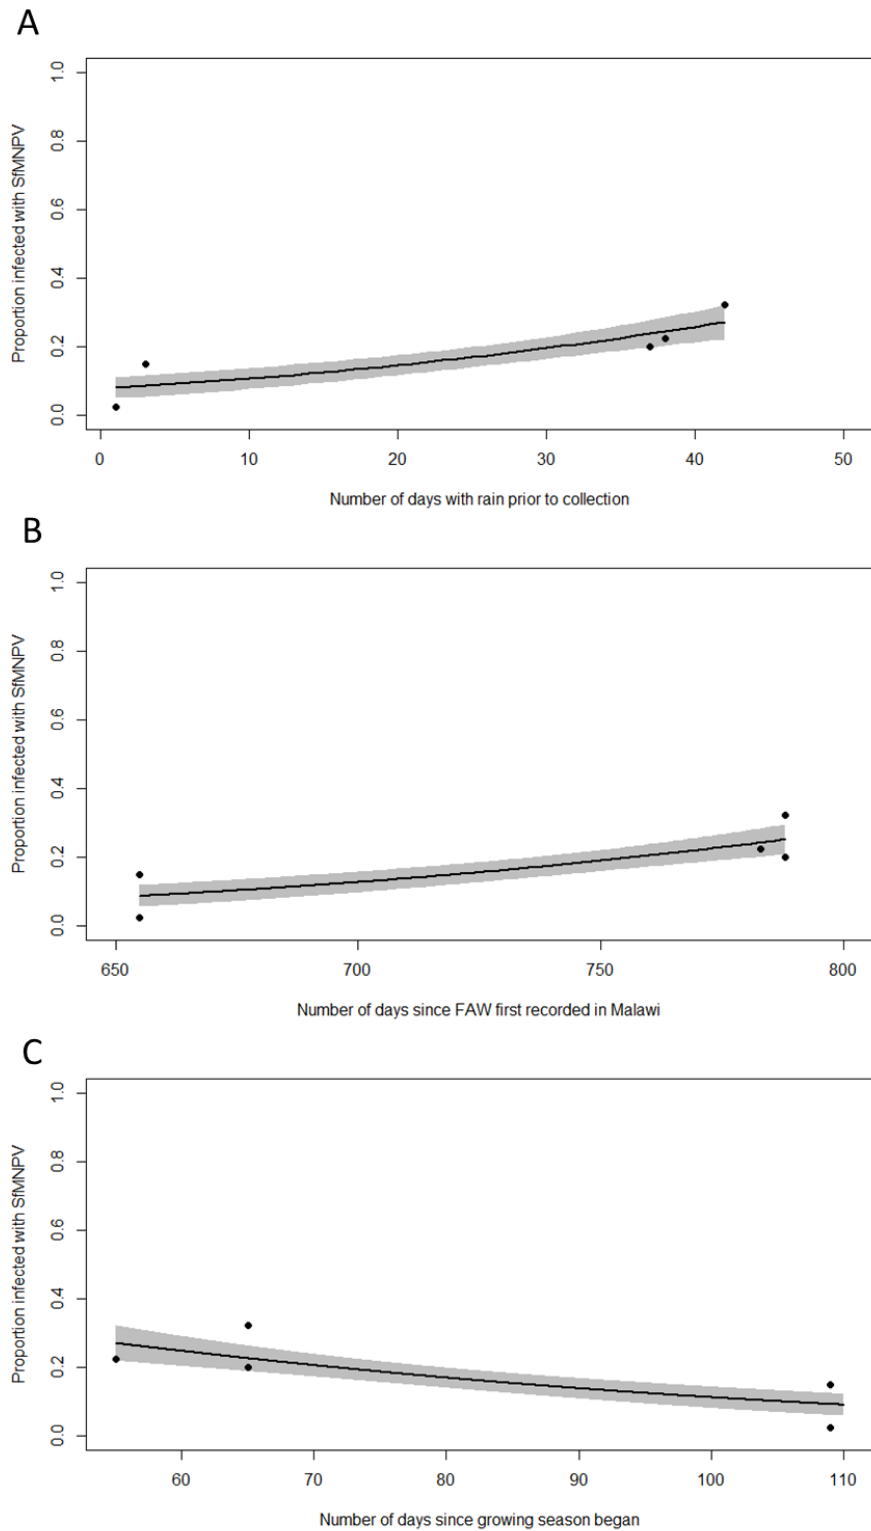 A
Proportion infected with SfMNPV
1.0
0.8
0.6
0.4
0.2
0.0
0 10 20 30 40 50
Number of days with rain prior to collection
B
Proportion infected with SfMNPV
1.0
0.8
0.6
0.4
0.2
0.0
650 700 750 800
Number of days since FAW first recorded in Malawi
C
Proportion infected with SfMNPV
1.0
0.8
0.6
0.4
0.2
0.0
60 70 80 90 100 110
Number of days since growing season began